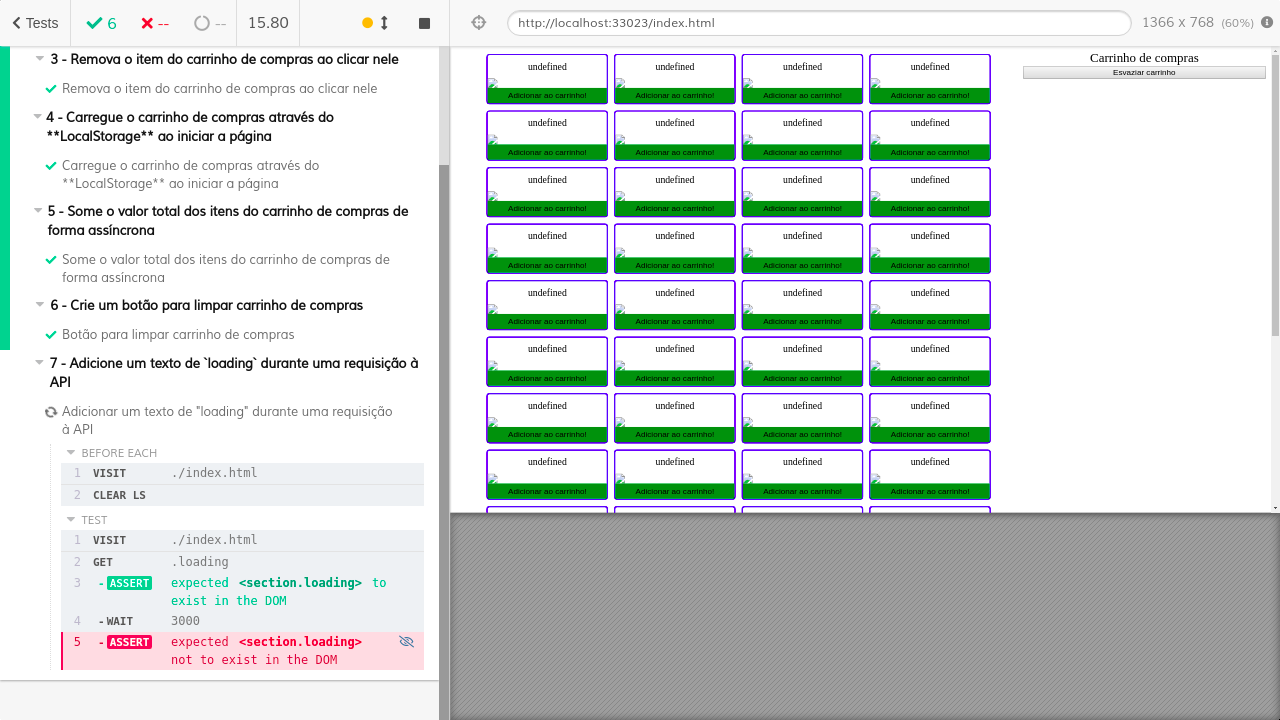 Tests
6
--
--
15.80
http://localhost:33023/index.html
1366 x 768 (60%)
3 - Remova o item do carrinho de compras ao clicar nele
Remova o item do carrinho de compras ao clicar nele
4 - Carregue o carrinho de compras através do
**LocalStorage** ao iniciar a página
Carregue o carrinho de compras através do
**LocalStorage** ao iniciar a página
5 - Some o valor total dos itens do carrinho de compras de
forma assíncrona
Some o valor total dos itens do carrinho de compras de
forma assíncrona
6 - Crie um botão para limpar carrinho de compras
Botão para limpar carrinho de compras
7 - Adicione um texto de `loading` durante uma requisição à
API
Adicionar um texto de "loading" durante uma requisição
à API
BEFORE EACH
1 VISIT ./index.html
2 CLEAR LS
TEST
1 VISIT ./index.html
2 GET .loading
3 -ASSERT expected <section.loading> to
exist in the DOM
4 -WAIT 3000
5 -ASSERT expected <section.loading>
not to exist in the DOM
undefined undefined undefined undefined
Adicionar ao carrinho! Adicionar ao carrinho! Adicionar ao carrinho! Adicionar ao carrinho!
undefined undefined undefined undefined
Adicionar ao carrinho! Adicionar ao carrinho! Adicionar ao carrinho! Adicionar ao carrinho!
undefined undefined undefined undefined
Adicionar ao carrinho! Adicionar ao carrinho! Adicionar ao carrinho! Adicionar ao carrinho!
undefined undefined undefined undefined
Adicionar ao carrinho! Adicionar ao carrinho! Adicionar ao carrinho! Adicionar ao carrinho!
undefined undefined undefined undefined
Adicionar ao carrinho! Adicionar ao carrinho! Adicionar ao carrinho! Adicionar ao carrinho!
undefined undefined undefined undefined
Adicionar ao carrinho! Adicionar ao carrinho! Adicionar ao carrinho! Adicionar ao carrinho!
undefined undefined undefined undefined
Adicionar ao carrinho! Adicionar ao carrinho! Adicionar ao carrinho! Adicionar ao carrinho!
undefined undefined undefined undefined
Adicionar ao carrinho! Adicionar ao carrinho! Adicionar ao carrinho! Adicionar ao carrinho!
Carrinho de compras
Esvaziar carrinho